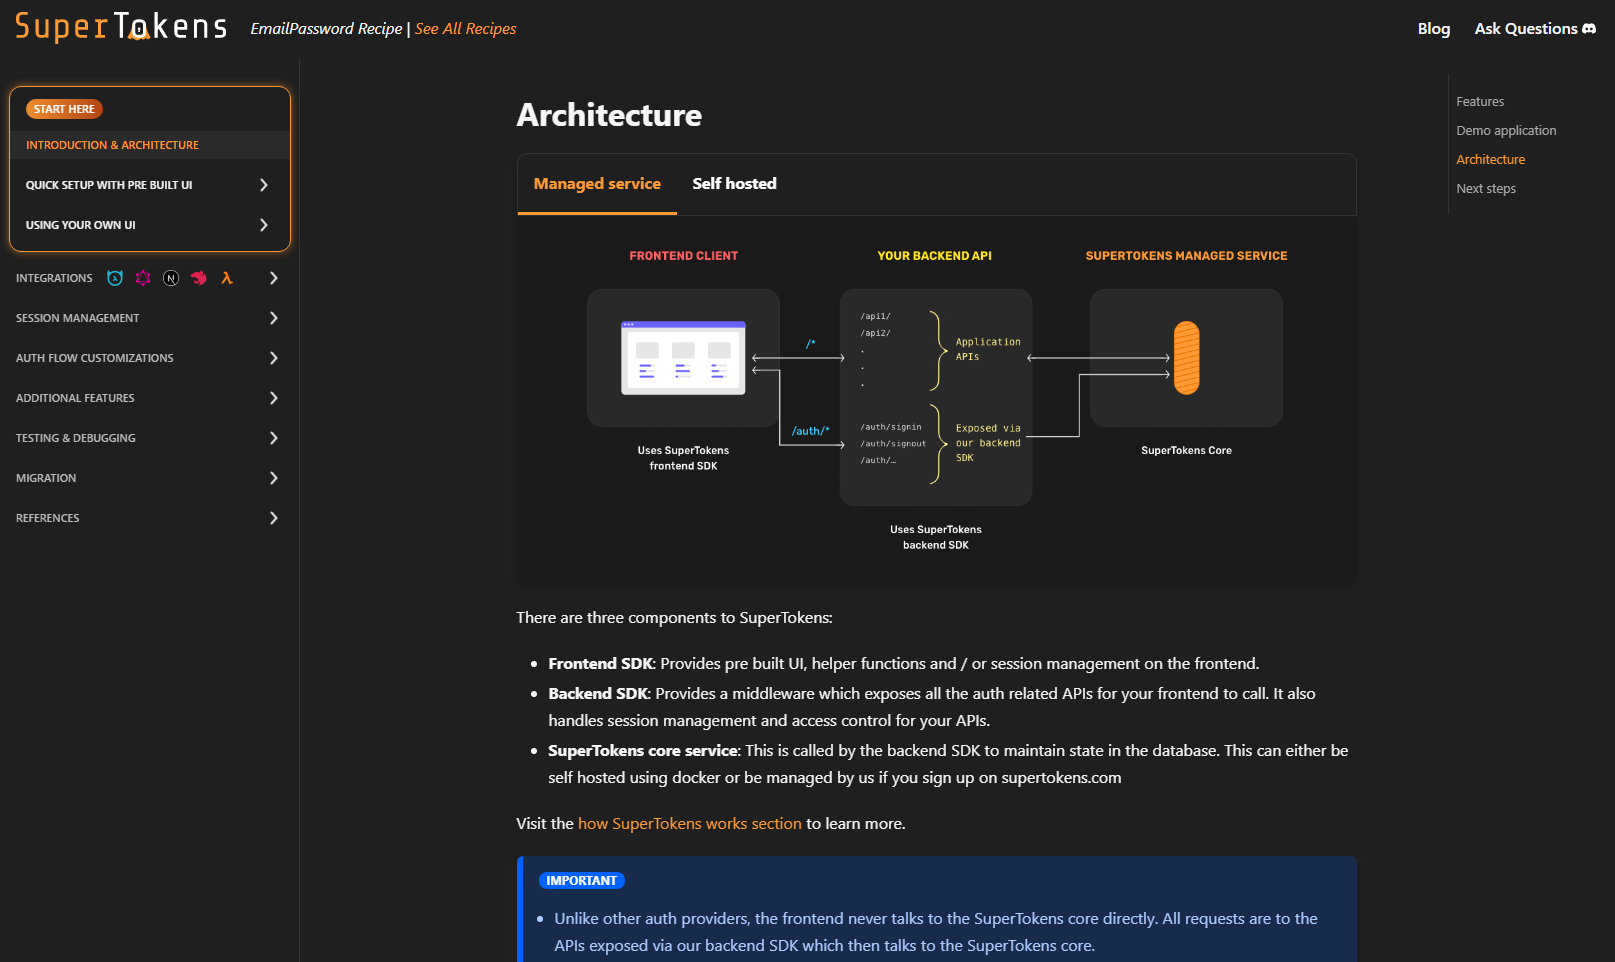 SuperTokens
EmailPassword Recipe | See All Recipes
Blog
Ask Questions
START HERE
INTRODUCTION & ARCHITECTURE
QUICK SETUP WITH PRE BUILT UI
USING YOUR OWN UI
INTEGRATIONS
SESSION MANAGEMENT
AUTH FLOW CUSTOMIZATIONS
ADDITIONAL FEATURES
TESTING & DEBUGGING
MIGRATION
REFERENCES
Architecture
Managed service
Self hosted
FRONTEND CLIENT
YOUR BACKEND API
SUPERTOKENS MANAGED SERVICE
/*
/auth/*
Uses SuperTokens
frontend SDK
/api1/
/api2/
.
.
.
Application
APIs
/auth/signin
/auth/signout
/auth/…
Exposed via
our backend
SDK
Uses SuperTokens
backend SDK
SuperTokens Core
There are three components to SuperTokens:
• Frontend SDK: Provides pre built UI, helper functions and / or session management on the frontend.
• Backend SDK: Provides a middleware which exposes all the auth related APIs for your frontend to call. It also
handles session management and access control for your APIs.
• SuperTokens core service: This is called by the backend SDK to maintain state in the database. This can either be
self hosted using docker or be managed by us if you sign up on supertokens.com
Visit the how SuperTokens works section to learn more.
IMPORTANT
• Unlike other auth providers, the frontend never talks to the SuperTokens core directly. All requests are to the
APIs exposed via our backend SDK which then talks to the SuperTokens core.
Features
Demo application
Architecture
Next steps